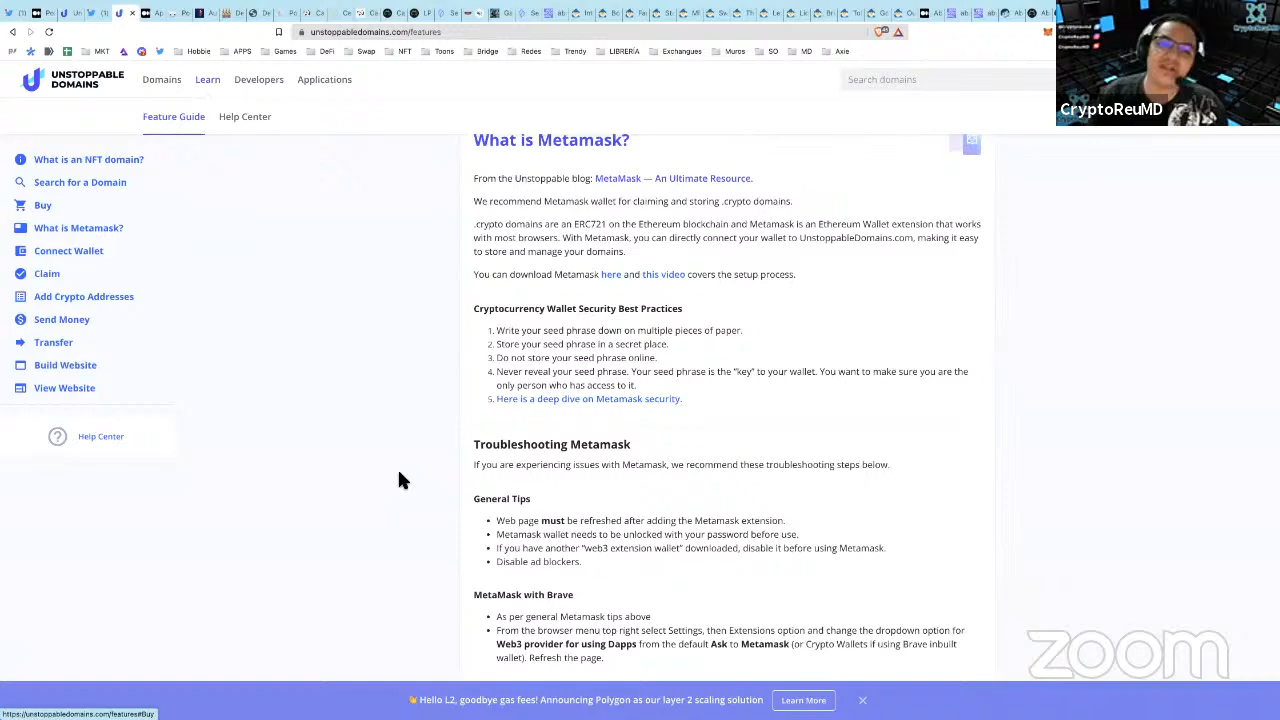 unstoppabledomains.com/features
MKT
Hobbie
APPS
Games
DeFi
Swap
NFT
Toons
Bridge
Redes
Trendy
LIBRERÍA
Exchangues
Muros
SO
MD
Axie
UNSTOPPABLE
DOMAINS
Domains
Learn
Developers
Applications
Search domains
CryptoReuMD
Feature Guide
Help Center
What is an NFT domain?
Search for a Domain
Buy
What is Metamask?
Connect Wallet
Claim
Add Crypto Addresses
Send Money
Transfer
Build Website
View Website
Help Center
What is Metamask?
From the Unstoppable blog: MetaMask — An Ultimate Resource.
We recommend Metamask wallet for claiming and storing .crypto domains.
.crypto domains are an ERC721 on the Ethereum blockchain and Metamask is an Ethereum Wallet extension that works
with most browsers. With Metamask, you can directly connect your wallet to UnstoppableDomains.com, making it easy
to store and manage your domains.
You can download Metamask here and this video covers the setup process.
Cryptocurrency Wallet Security Best Practices
1. Write your seed phrase down on multiple pieces of paper.
2. Store your seed phrase in a secret place.
3. Do not store your seed phrase online.
4. Never reveal your seed phrase. Your seed phrase is the "key" to your wallet. You want to make sure you are the
only person who has access to it.
5. Here is a deep dive on Metamask security.
Troubleshooting Metamask
If you are experiencing issues with Metamask, we recommend these troubleshooting steps below.
General Tips
• Web page must be refreshed after adding the Metamask extension.
• Metamask wallet needs to be unlocked with your password before use.
• If you have another "web3 extension wallet" downloaded, disable it before using Metamask.
• Disable ad blockers.
MetaMask with Brave
• As per general Metamask tips above
• From the browser menu top right select Settings, then Extensions option and change the dropdown option for
Web3 provider for using Dapps from the default Ask to Metamask (or Crypto Wallets if using Brave inbuilt
wallet). Refresh the page.
zoom
Hello L2, goodbye gas fees! Announcing Polygon as our layer 2 scaling solution
Learn More
https://unstoppabledomains.com/features#Buy